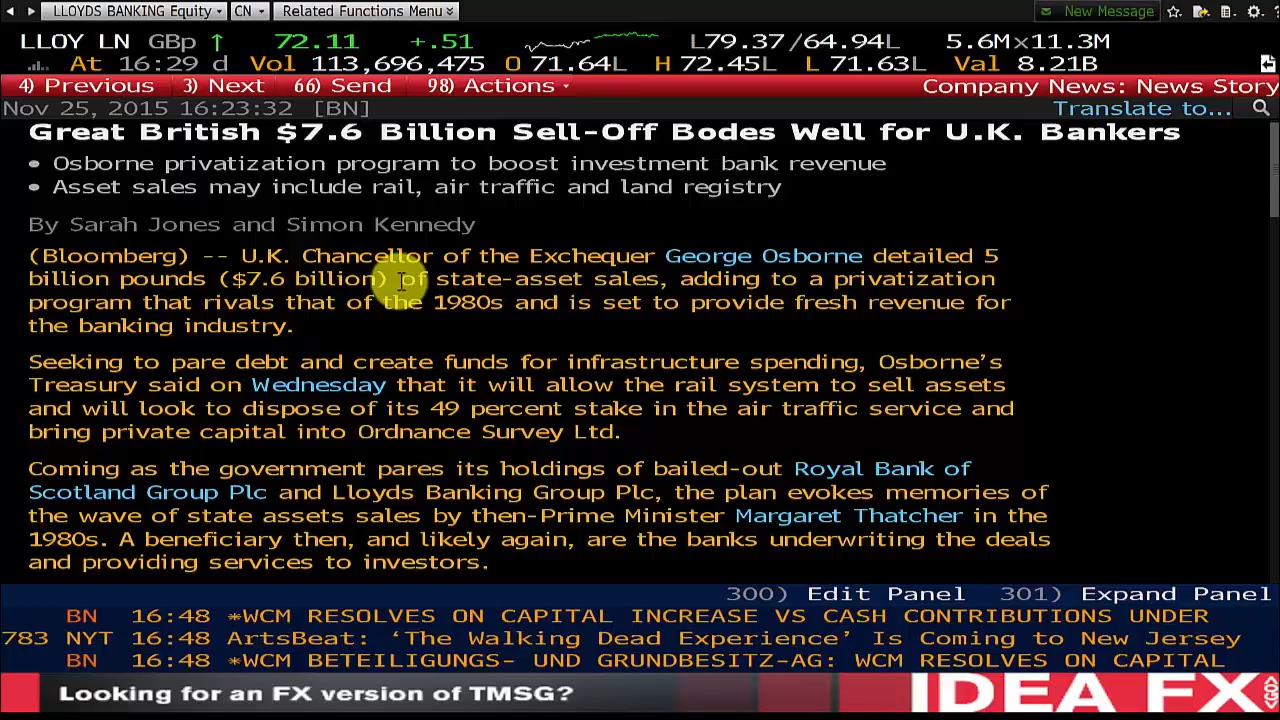 LLOYDS BANKING Equity CN Related Functions Menu New Message
LLOY LN GBp ↑ 72.11 +.51 L79.37/64.94L 5.6M×11.3M
At 16:29 d Vol 113,696,475 O 71.64L H 72.45L L 71.63L Val 8.21B
4) Previous 3) Next 66) Send 98) Actions Company News: News Story
Nov 25, 2015 16:23:32 [BN] Translate to...
Great British $7.6 Billion Sell-Off Bodes Well for U.K. Bankers
• Osborne privatization program to boost investment bank revenue
• Asset sales may include rail, air traffic and land registry
By Sarah Jones and Simon Kennedy
(Bloomberg) -- U.K. Chancellor of the Exchequer George Osborne detailed 5
billion pounds ($7.6 billion) of state-asset sales, adding to a privatization
program that rivals that of the 1980s and is set to provide fresh revenue for
the banking industry.
Seeking to pare debt and create funds for infrastructure spending, Osborne’s
Treasury said on Wednesday that it will allow the rail system to sell assets
and will look to dispose of its 49 percent stake in the air traffic service and
bring private capital into Ordnance Survey Ltd.
Coming as the government pares its holdings of bailed-out Royal Bank of
Scotland Group Plc and Lloyds Banking Group Plc, the plan evokes memories of
the wave of state assets sales by then-Prime Minister Margaret Thatcher in the
1980s. A beneficiary then, and likely again, are the banks underwriting the deals
and providing services to investors.
300) Edit Panel 301) Expand Panel
BN 16:48 *WCM RESOLVES ON CAPITAL INCREASE VS CASH CONTRIBUTIONS UNDER
783 NYT 16:48 ArtsBeat: ‘The Walking Dead Experience’ Is Coming to New Jersey
BN 16:48 *WCM BETEILIGUNGS- UND GRUNDBESITZ-AG: WCM RESOLVES ON CAPITAL
Looking for an FX version of TMSG? IDEA FX GO